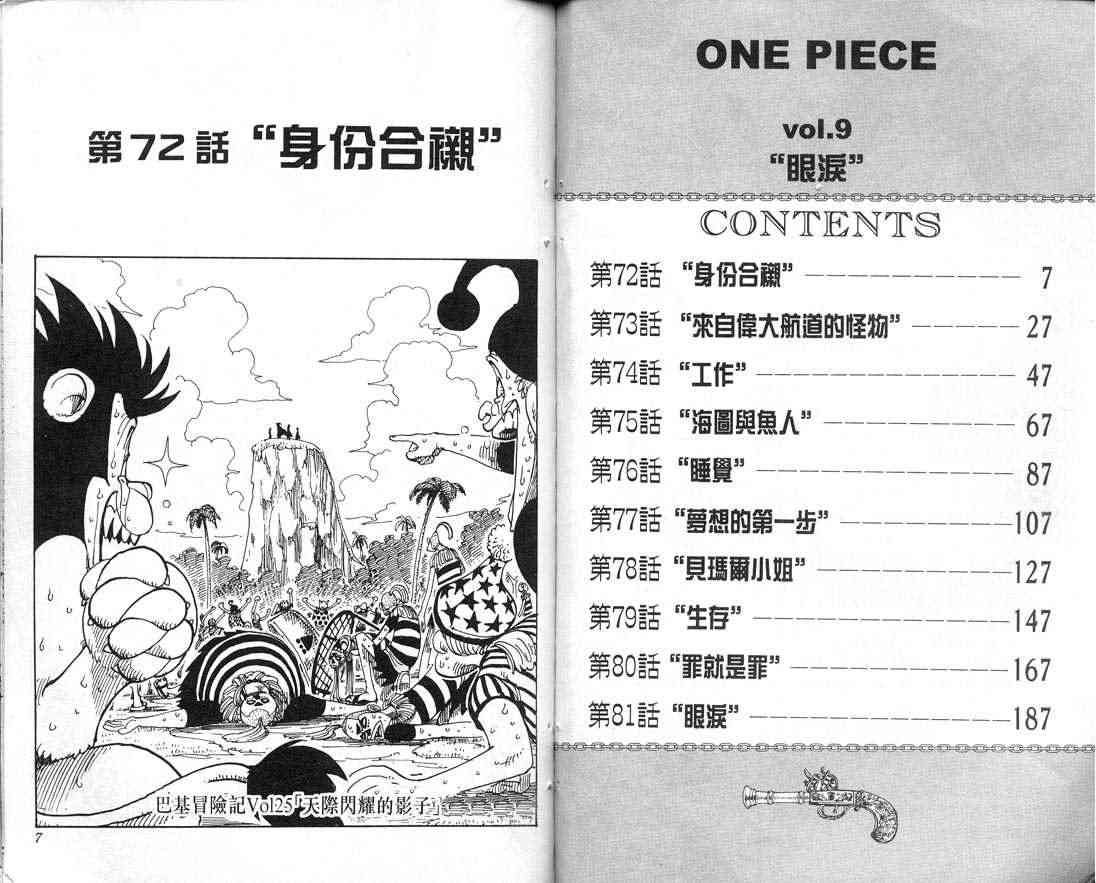 ONE PIECE
vol.9
“眼淚”
CONTENTS
第72話 “身份合襯” 7
第73話 “來自偉大航道的怪物” 27
第74話 “工作” 47
第75話 “海圖與魚人” 67
第76話 “睡覺” 87
第77話 “夢想的第一步” 107
第78話 “貝瑪爾小姐” 127
第79話 “生存” 147
第80話 “罪就是罪” 167
第81話 “眼淚” 187
第72話 “身份合襯”
巴基冒險記Vol25「天際閃耀的影子」
7